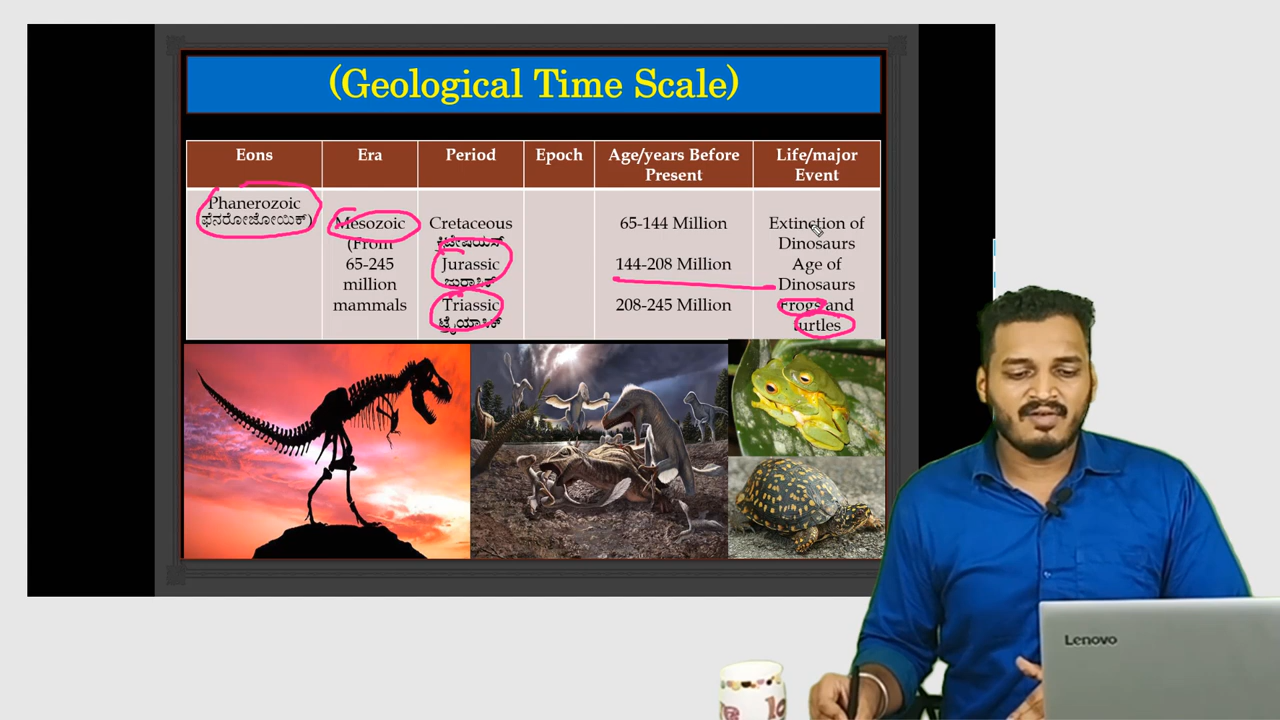 (Geological Time Scale)
Eons Era Period Epoch Age/years Before Present Life/major Event
Phanerozoic
(ಫೆನರೋಜೋಯಿಕ್)
Mesozoic
(From
65-245
million
mammals
Cretaceous
ಕ್ರಿಟೇಷಿಯಸ್
Jurassic
ಜುರಾಸಿಕ್
Triassic
ಟ್ರೈಯಾಸಿಕ್
65-144 Million
144-208 Million
208-245 Million
Extinction of
Dinosaurs
Age of
Dinosaurs
Frogs and
turtles
Lenovo